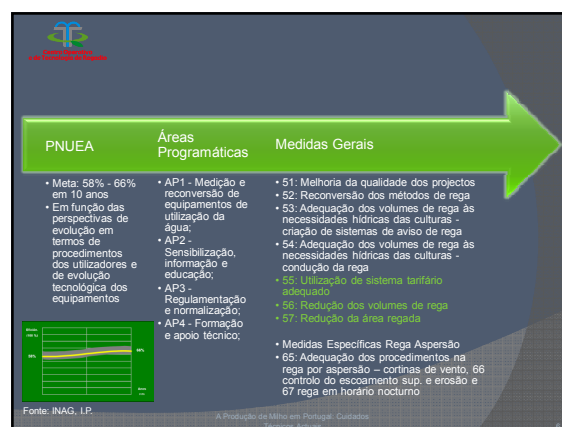 Centro Operativo
e de Tecnologia de Regadio
PNUEA
Áreas
Programáticas
Medidas Gerais
• Meta: 58% - 66%
em 10 anos
• Em função das
perspectivas de
evolução em
termos de
procedimentos
dos utilizadores e
de evolução
tecnológica dos
equipamentos
• AP1 - Medição e
reconversão de
equipamentos de
utilização da
água;
• AP2 -
Sensibilização,
informação e
educação;
• AP3 -
Regulamentação
e normalização;
• AP4 - Formação
e apoio técnico;
• 51: Melhoria da qualidade dos projectos
• 52: Reconversão dos métodos de rega
• 53: Adequação dos volumes de rega às
necessidades hídricas das culturas -
criação de sistemas de aviso de rega
• 54: Adequação dos volumes de rega às
necessidades hídricas das culturas -
condução da rega
• 55: Utilização de sistema tarifário
adequado
• 56: Redução dos volumes de rega
• 57: Redução da área regada
• Medidas Específicas Rega Aspersão
• 65: Adequação dos procedimentos na
rega por aspersão – cortinas de vento, 66
controlo do escoamento sup. e erosão e
67 rega em horário nocturno
58%
66%
Fonte: INAG, I.P.
A Produção de Milho em Portugal: Cuidados
Técnicos Actuais